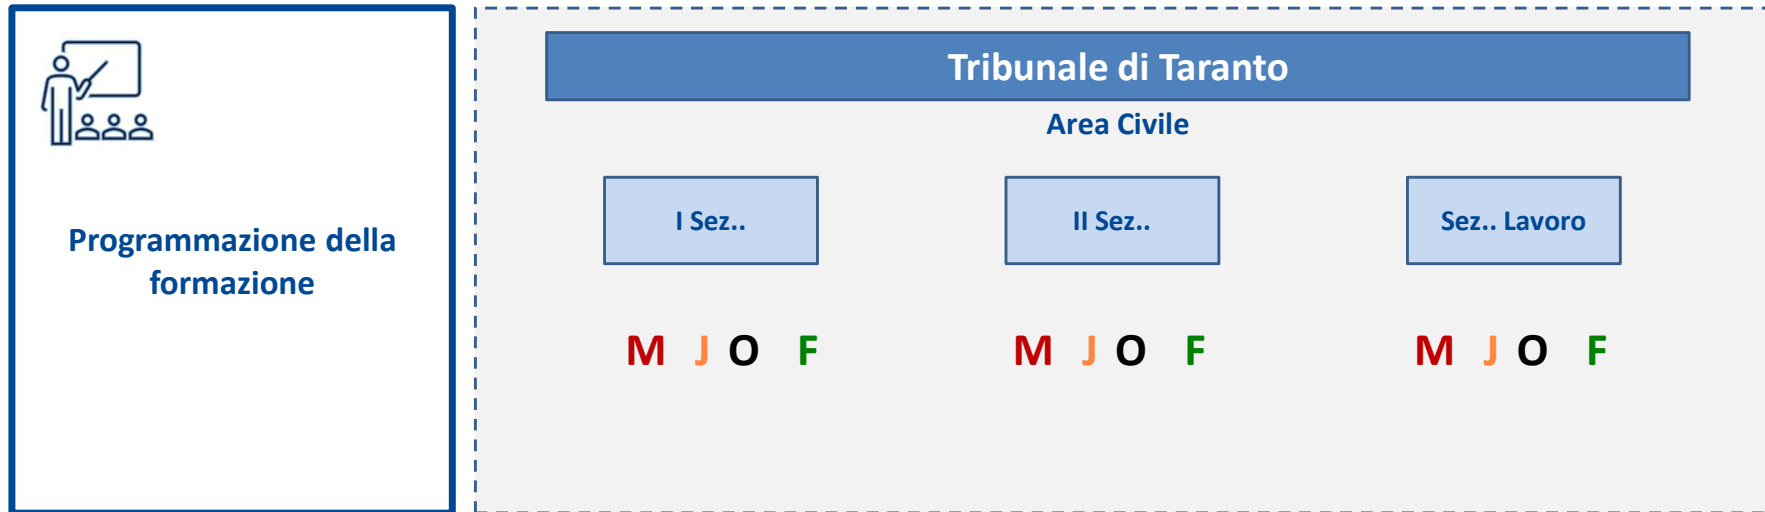 Programmazione della
formazione
Tribunale di Taranto
Area Civile
I Sez..
II Sez..
Sez.. Lavoro
M J O F
M J O F
M J O F